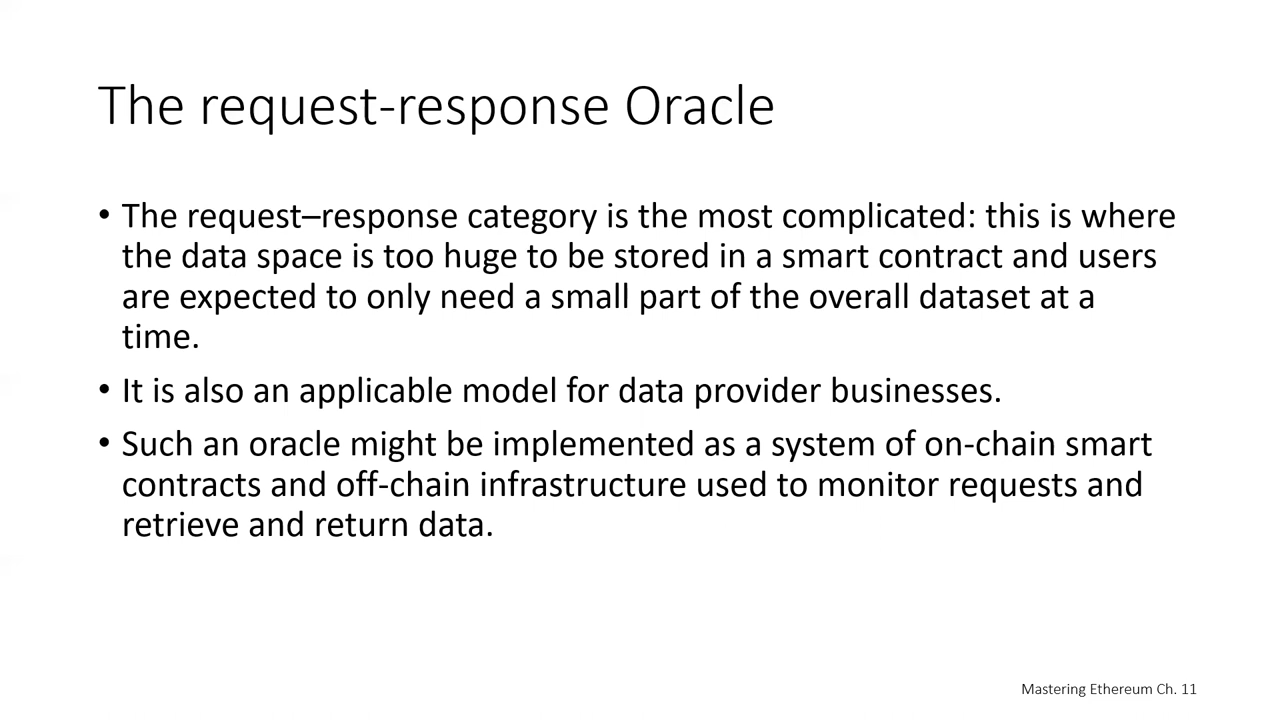 The request-response Oracle
• The request–response category is the most complicated: this is where
the data space is too huge to be stored in a smart contract and users
are expected to only need a small part of the overall dataset at a
time.
• It is also an applicable model for data provider businesses.
• Such an oracle might be implemented as a system of on-chain smart
contracts and off-chain infrastructure used to monitor requests and
retrieve and return data.
Mastering Ethereum Ch. 11